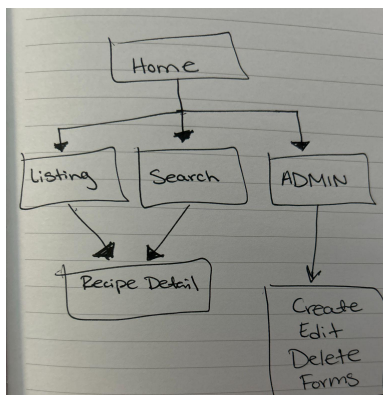 Home
Listing
Search
ADMIN
Recipe Detail
Create
Edit
Delete
Forms